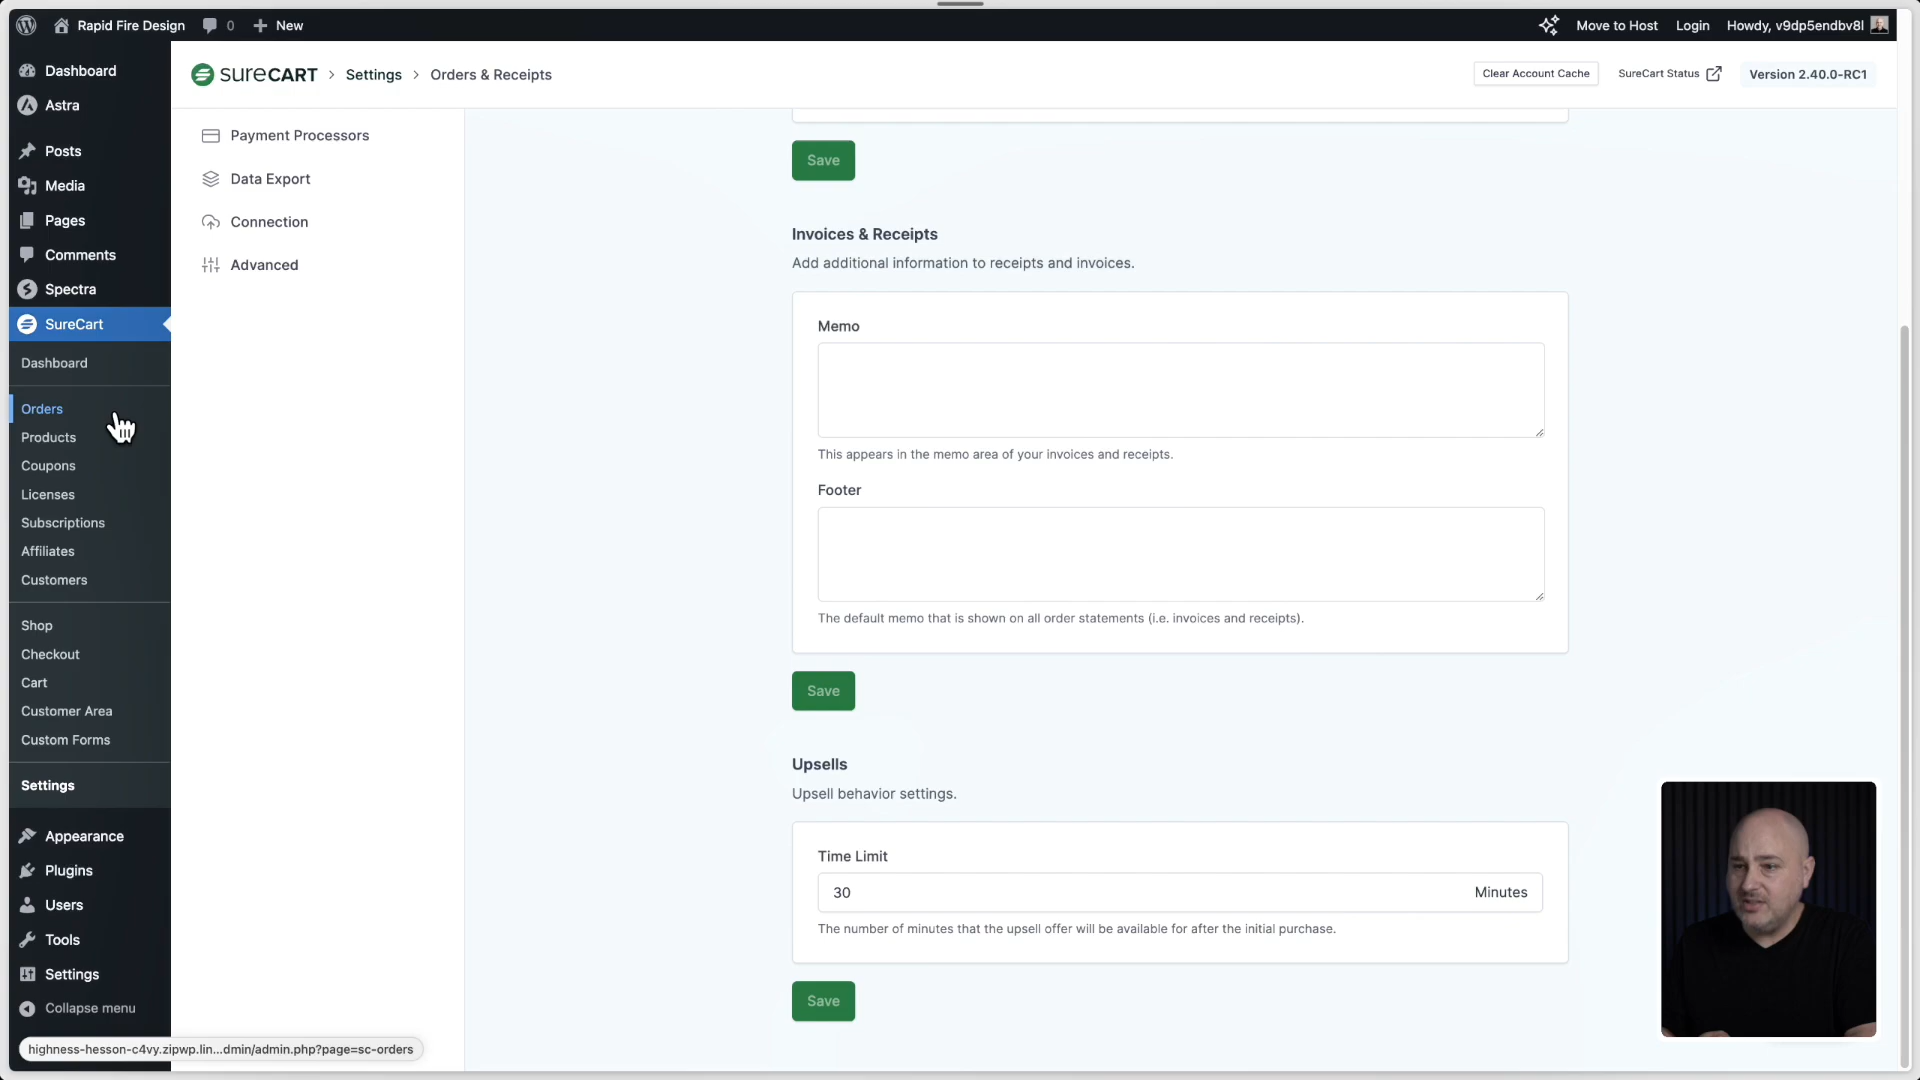 Rapid Fire Design
0
New
Move to Host
Login
Howdy, v9dp5endbv8l
Dashboard
Astra
Posts
Media
Pages
Comments
Spectra
SureCart
Dashboard
Orders
Products
Coupons
Licenses
Subscriptions
Affiliates
Customers
Shop
Checkout
Cart
Customer Area
Custom Forms
Settings
Appearance
Plugins
Users
Tools
Settings
Collapse menu
highness-hesson-c4vy.zipwp.lin...dmin/admin.php?page=sc-orders
SURECART > Settings > Orders & Receipts
Clear Account Cache
SureCart Status
Version 2.40.0-RC1
Payment Processors
Data Export
Connection
Advanced
Save
Invoices & Receipts
Add additional information to receipts and invoices.
Memo
This appears in the memo area of your invoices and receipts.
Footer
The default memo that is shown on all order statements (i.e. invoices and receipts).
Save
Upsells
Upsell behavior settings.
Time Limit
30
Minutes
The number of minutes that the upsell offer will be available for after the initial purchase.
Save